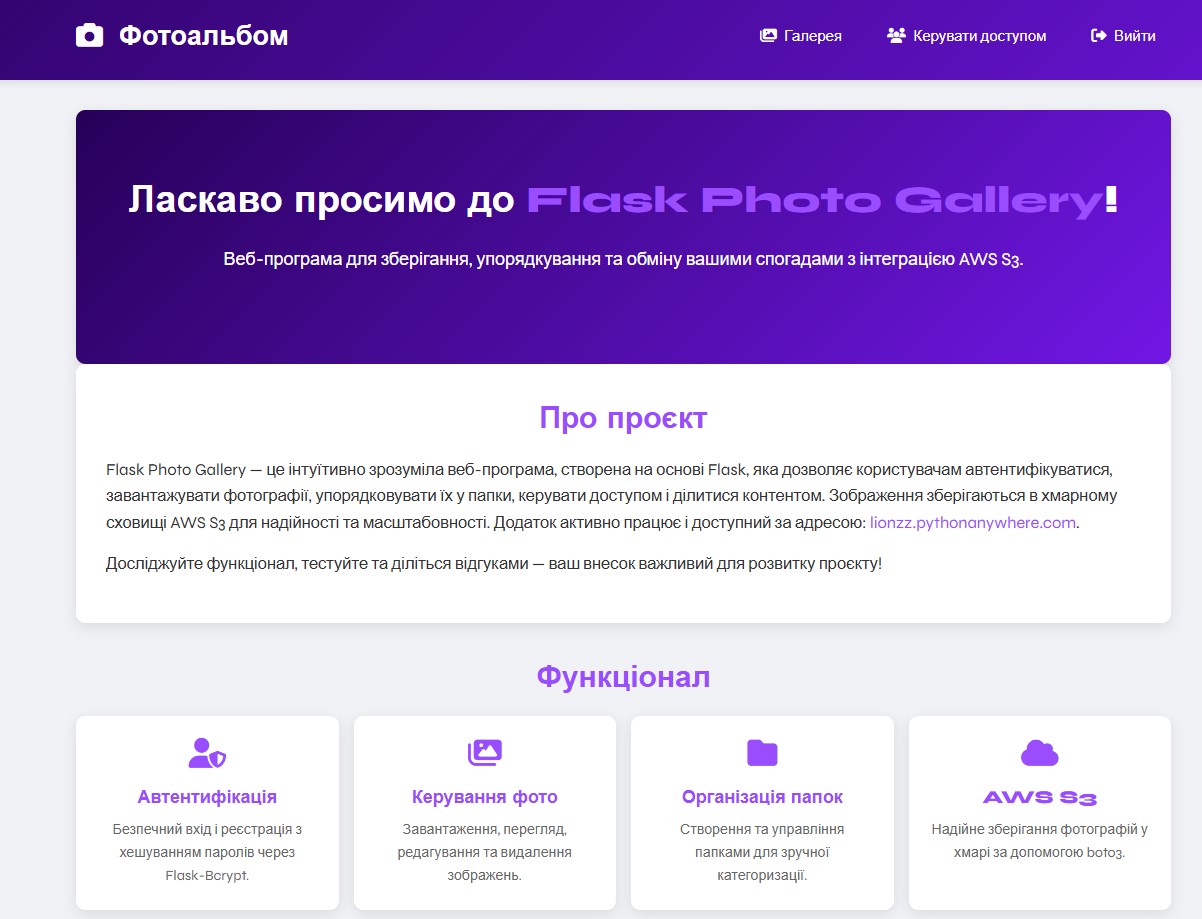 Фотоальбом
Галерея
Керувати доступом
Вийти
Ласкаво просимо до Flask Photo Gallery!
Веб-програма для зберігання, упорядкування та обміну вашими спогадами з інтеграцією AWS S3.
Про проєкт
Flask Photo Gallery — це інтуїтивно зрозуміла веб-програма, створена на основі Flask, яка дозволяє користувачам автентифікуватися,
завантажувати фотографії, упорядковувати їх у папки, керувати доступом і ділитися контентом. Зображення зберігаються в хмарному
сховищі AWS S3 для надійності та масштабовності. Додаток активно працює і доступний за адресою: lionzz.pythonanywhere.com.
Досліджуйте функціонал, тестуйте та діліться відгуками — ваш внесок важливий для розвитку проєкту!
Функціонал
Автентифікація
Безпечний вхід і реєстрація з
хешуванням паролів через
Flask-Bcrypt.
Керування фото
Завантаження, перегляд,
редагування та видалення
зображень.
Організація папок
Створення та управління
папками для зручної
категоризації.
AWS S3
Надійне зберігання фотографій у
хмарі за допомогою boto3.